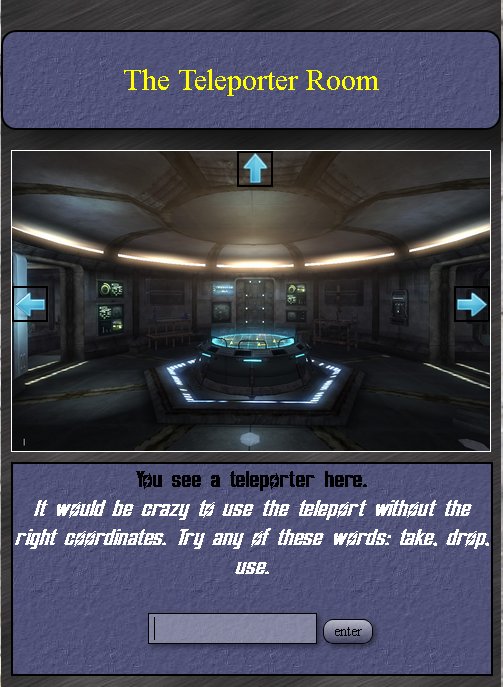 The Teleporter Room
You see a teleporter here.
It would be crazy to use the teleport without the
right coordinates. Try any of these words: take, drop,
use.
enter